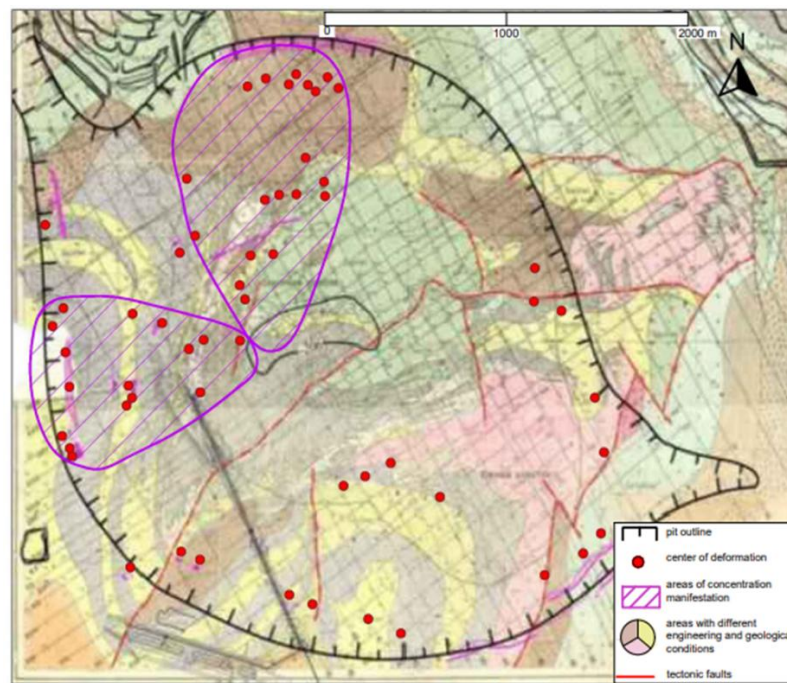 0 1000 2000 m
N
pit outline
center of deformation
areas of concentration
manifestation
areas with different
engineering and geologica
conditions
tectonic faults